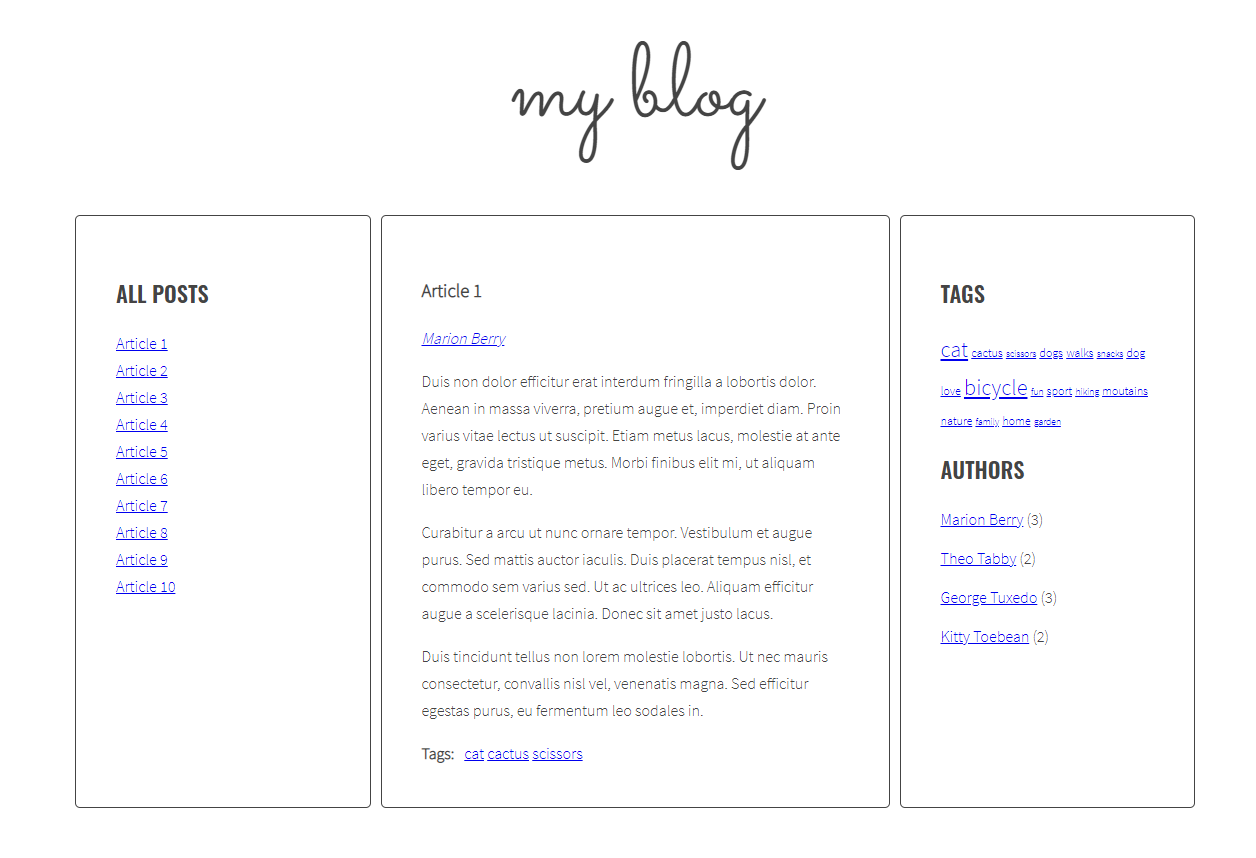 my blog
ALL POSTS
Article 1
Article 2
Article 3
Article 4
Article 5
Article 6
Article 7
Article 8
Article 9
Article 10
Article 1
Marion Berry
Duis non dolor efficitur erat interdum fringilla a lobortis dolor.
Aenean in massa viverra, pretium augue et, imperdiet diam. Proin
varius vitae lectus ut suscipit. Etiam metus lacus, molestie at ante
eget, gravida tristique metus. Morbi finibus elit mi, ut aliquam
libero tempor eu.
Curabitur a arcu ut nunc ornare tempor. Vestibulum et augue
purus. Sed mattis auctor iaculis. Duis placerat tempus nisl, et
commodo sem varius sed. Ut ac ultrices leo. Aliquam efficitur
augue a scelerisque lacinia. Donec sit amet justo lacus.
Duis tincidunt tellus non lorem molestie lobortis. Ut nec mauris
consectetur, convallis nisl vel, venenatis magna. Sed efficitur
egestas purus, eu fermentum leo sodales in.
Tags: cat cactus scissors
TAGS
cat cactus scissors dogs walks snacks dog
love bicycle fun sport hiking moutains
nature family home garden
AUTHORS
Marion Berry (3)
Theo Tabby (2)
George Tuxedo (3)
Kitty Toebean (2)